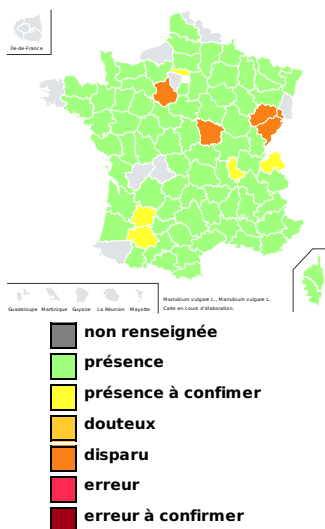 Île-de-France
Guadeloupe Martinique Guyane La Réunion Mayotte
Marrubium vulgare L., Marrubium vulgare L.
Carte en cours d'élaboration.
non renseignée
présence
présence à confimer
douteux
disparu
erreur
erreur à confirmer